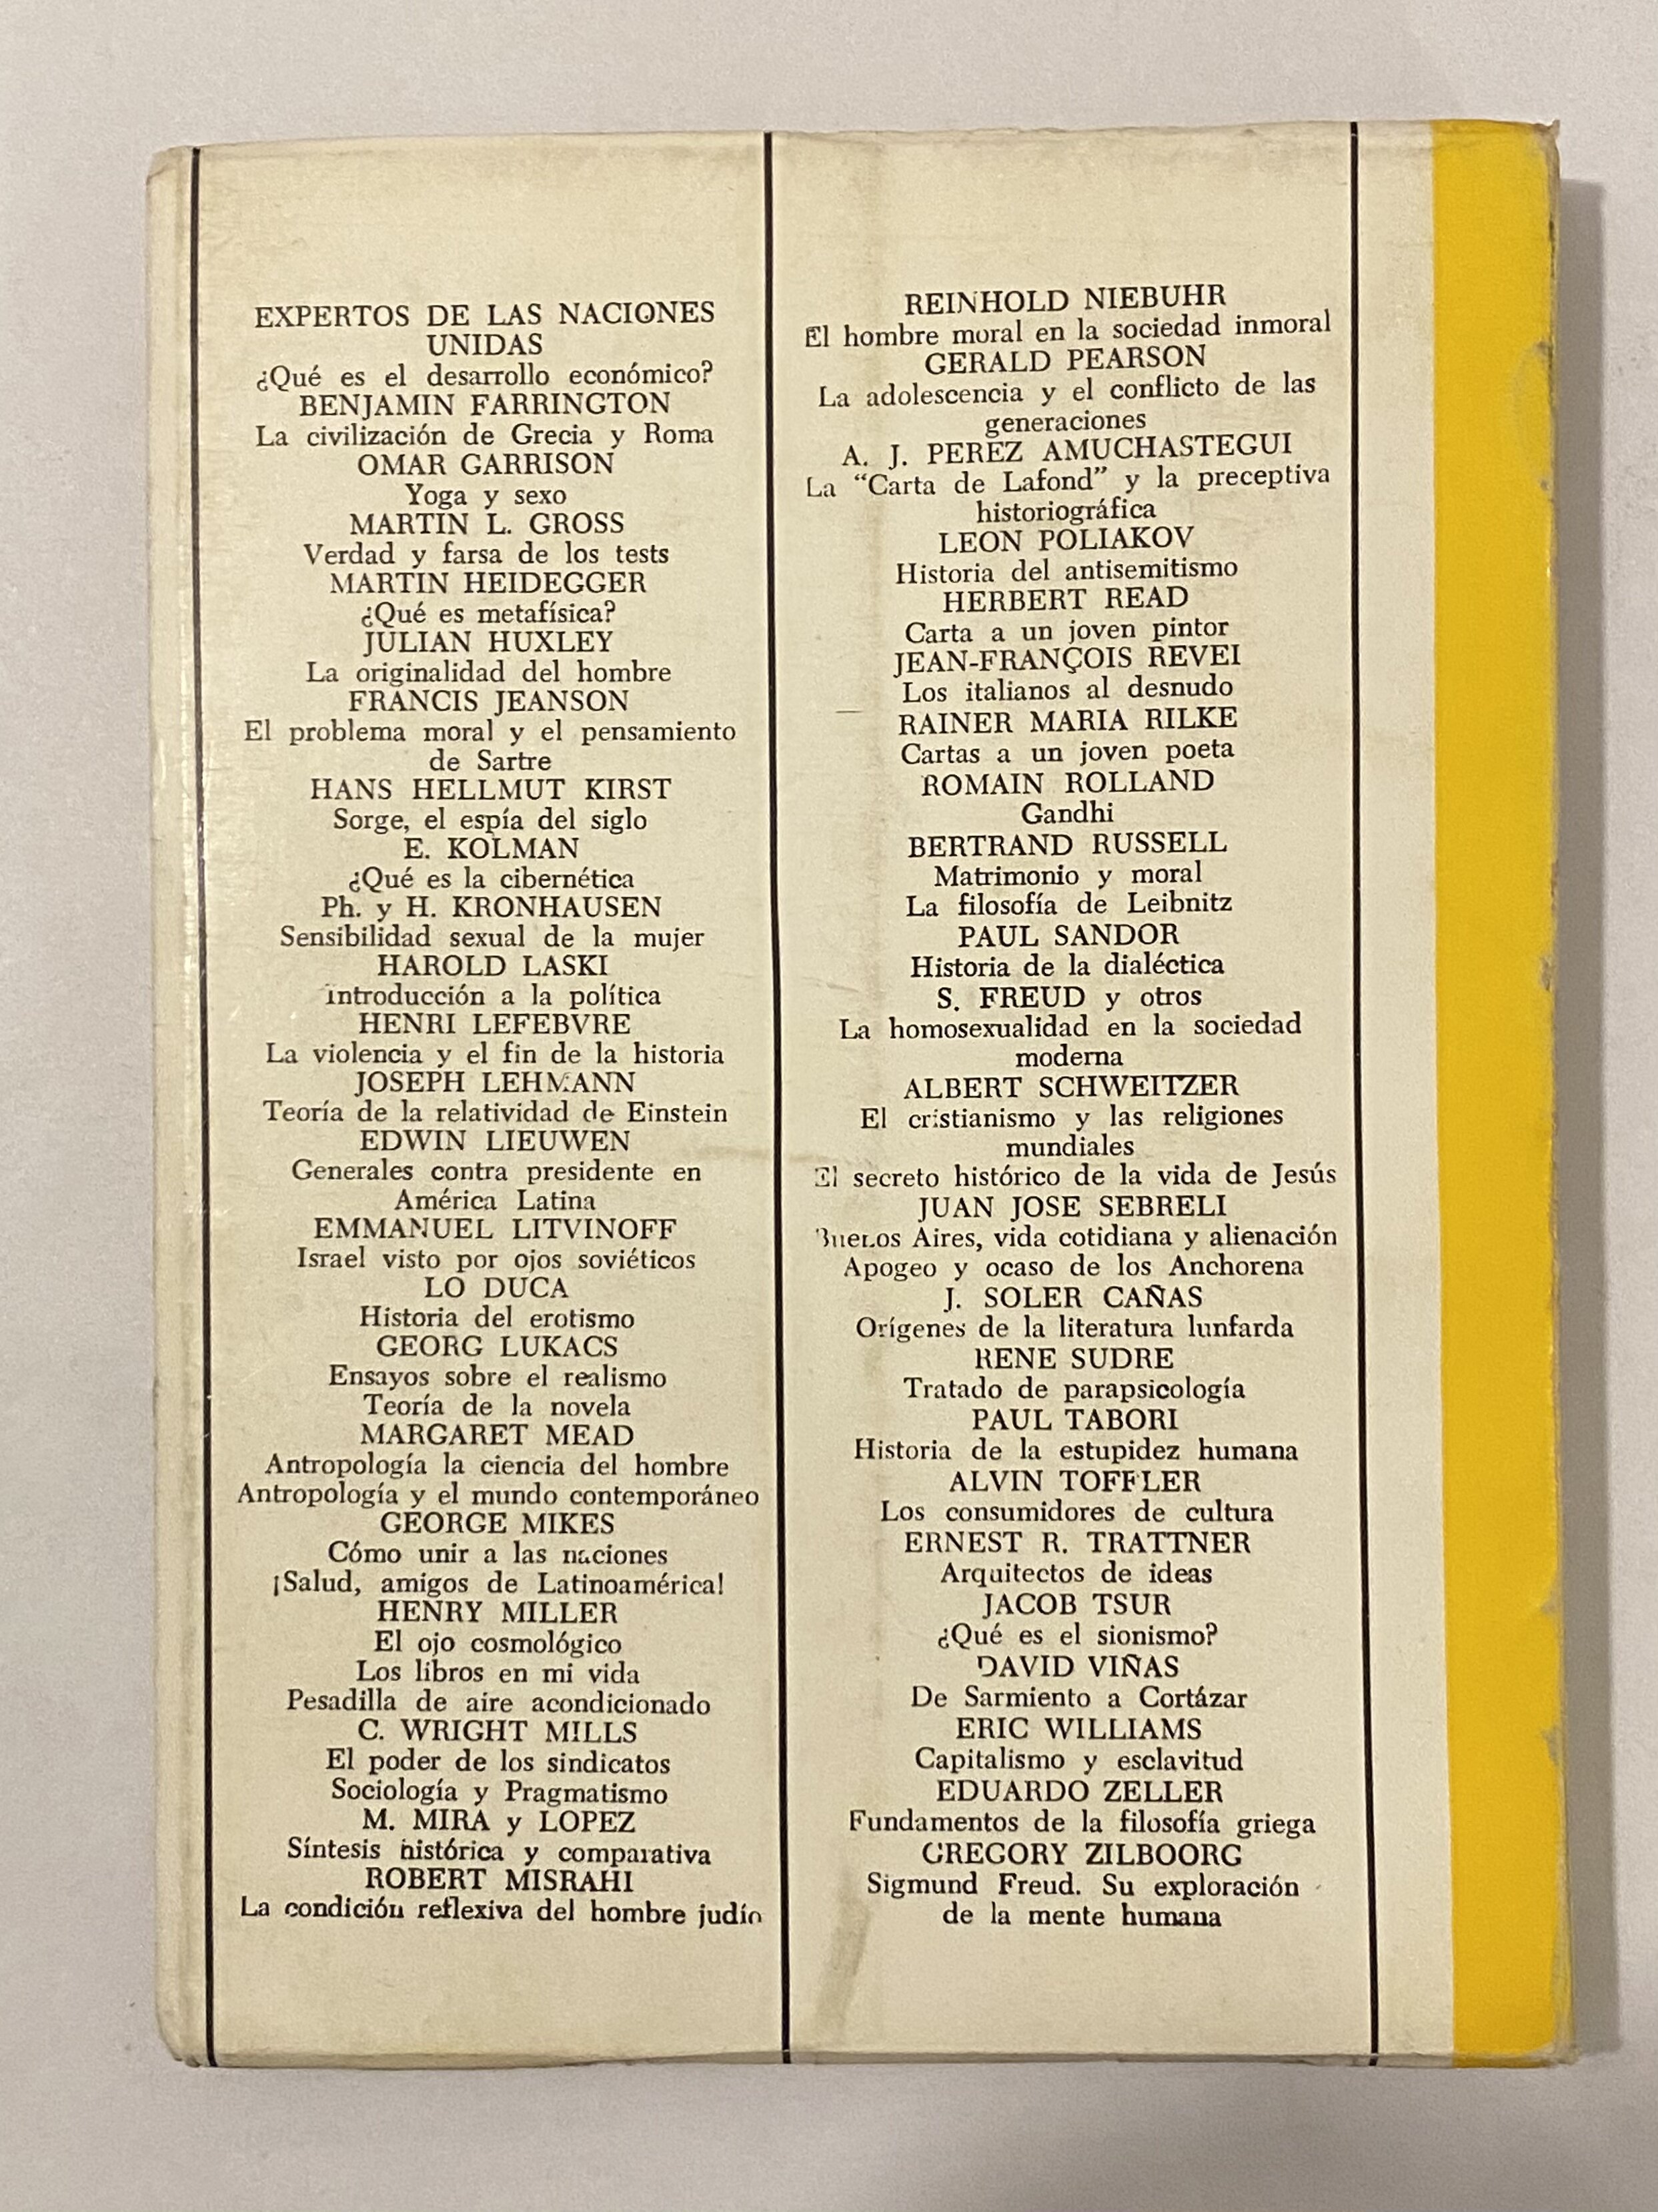 EXPERTOS DE LAS NACIONES
UNIDAS
¿Qué es el desarrollo económico?
BENJAMIN FARRINGTON
La civilización de Grecia y Roma
OMAR GARRISON
Yoga y sexo
MARTIN L. GROSS
Verdad y farsa de los tests
MARTIN HEIDEGGER
¿Qué es metafísica?
JULIAN HUXLEY
La originalidad del hombre
FRANCIS JEANSON
El problema moral y el pensamiento
de Sartre
HANS HELLMUT KIRST
Sorge, el espía del siglo
E. KOLMAN
¿Qué es la cibernética
Ph. y H. KRONHAUSEN
Sensibilidad sexual de la mujer
HAROLD LASKI
Introducción a la política
HENRI LEFEBVRE
La violencia y el fin de la historia
JOSEPH LEHMANN
Teoría de la relatividad de Einstein
EDWIN LIEUWEN
Generales contra presidente en
América Latina
EMMANUEL LITVINOFF
Israel visto por ojos soviéticos
LO DUCA
Historia del erotismo
GEORG LUKACS
Ensayos sobre el realismo
Teoría de la novela
MARGARET MEAD
Antropología la ciencia del hombre
Antropología y el mundo contemporáneo
GEORGE MIKES
Cómo unir a las naciones
¡Salud, amigos de Latinoamérica!
HENRY MILLER
El ojo cosmológico
Los libros en mi vida
Pesadilla de aire acondicionado
C. WRIGHT MILLS
El poder de los sindicatos
Sociología y Pragmatismo
M. MIRA y LOPEZ
Síntesis histórica y comparativa
ROBERT MISRAHI
La condición reflexiva del hombre judío
REINHOLD NIEBUHR
El hombre moral en la sociedad inmoral
GERALD PEARSON
La adolescencia y el conflicto de las
generaciones
A. J. PEREZ AMUCHASTEGUI
La “Carta de Lafond” y la preceptiva
historiográfica
LEON POLIAKOV
Historia del antisemitismo
HERBERT READ
Carta a un joven pintor
JEAN-FRANÇOIS REVEI
Los italianos al desnudo
RAINER MARIA RILKE
Cartas a un joven poeta
ROMAIN ROLLAND
Gandhi
BERTRAND RUSSELL
Matrimonio y moral
La filosofía de Leibnitz
PAUL SANDOR
Historia de la dialéctica
S. FREUD y otros
La homosexualidad en la sociedad
moderna
ALBERT SCHWEITZER
El cristianismo y las religiones
mundiales
El secreto histórico de la vida de Jesús
JUAN JOSE SEBRELI
Buenos Aires, vida cotidiana y alienación
Apogeo y ocaso de los Anchorena
J. SOLER CAÑAS
Orígenes de la literatura lunfarda
RENE SUDRE
Tratado de parapsicología
PAUL TABORI
Historia de la estupidez humana
ALVIN TOFFLER
Los consumidores de cultura
ERNEST R. TRATTNER
Arquitectos de ideas
JACOB TSUR
¿Qué es el sionismo?
DAVID VIÑAS
De Sarmiento a Cortázar
ERIC WILLIAMS
Capitalismo y esclavitud
EDUARDO ZELLER
Fundamentos de la filosofía griega
GREGORY ZILBOORG
Sigmund Freud. Su exploración
de la mente humana